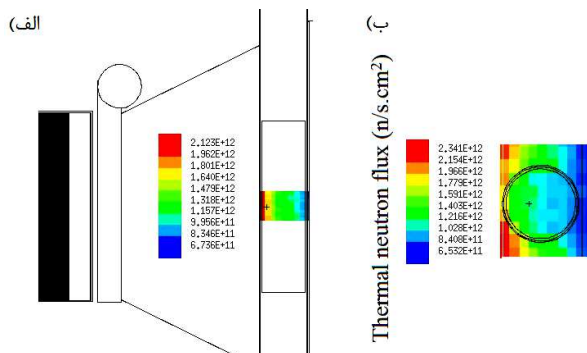 الف)
2.123E+12
1.962E+12
1.801E+12
1.640E+12
1.479E+12
1.318E+12
1.157E+12
9.956E+11
8.346E+11
6.736E+11
ب)
Thermal neutron flux (n/s.cm²)
2.341E+12
2.154E+12
1.966E+12
1.779E+12
1.591E+12
1.403E+12
1.216E+12
1.028E+12
8.408E+11
6.532E+11